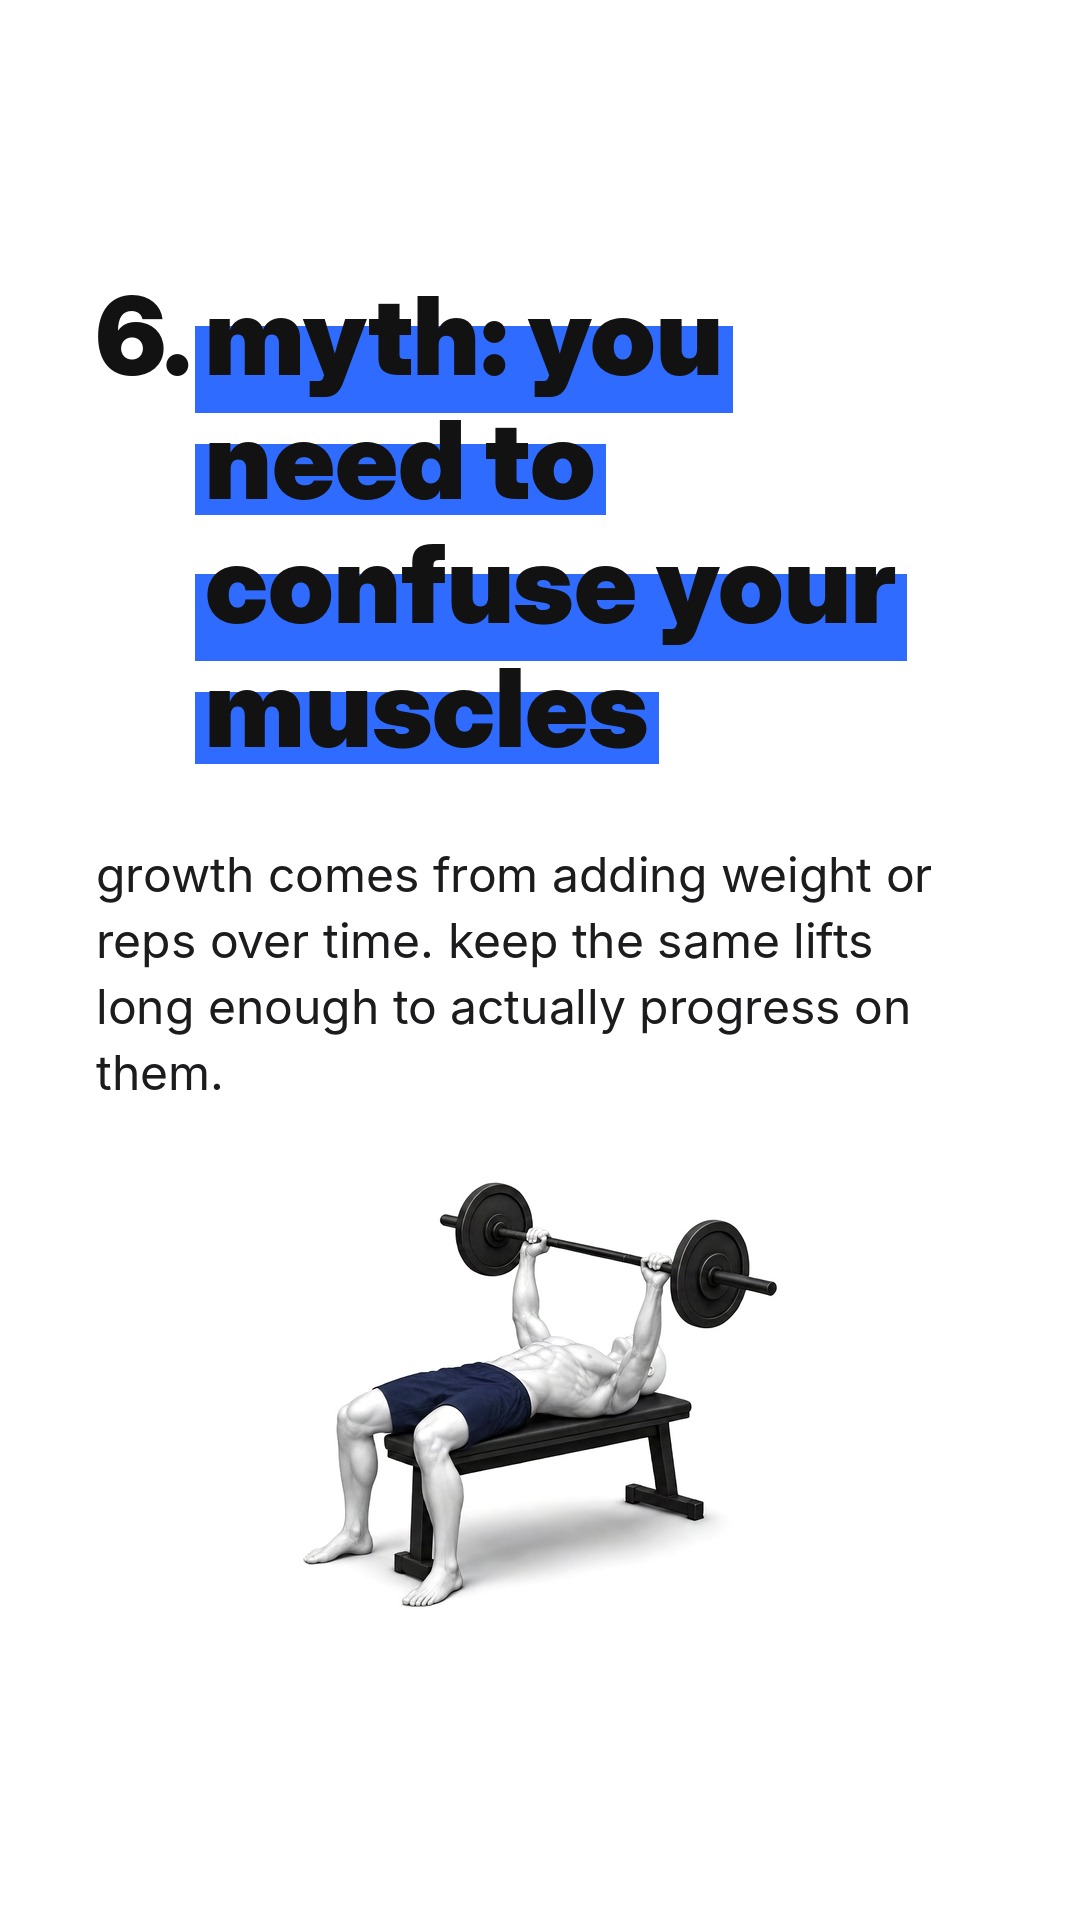 6. myth: you
need to
confuse your
muscles
growth comes from adding weight or
reps over time. keep the same lifts
long enough to actually progress on
them.